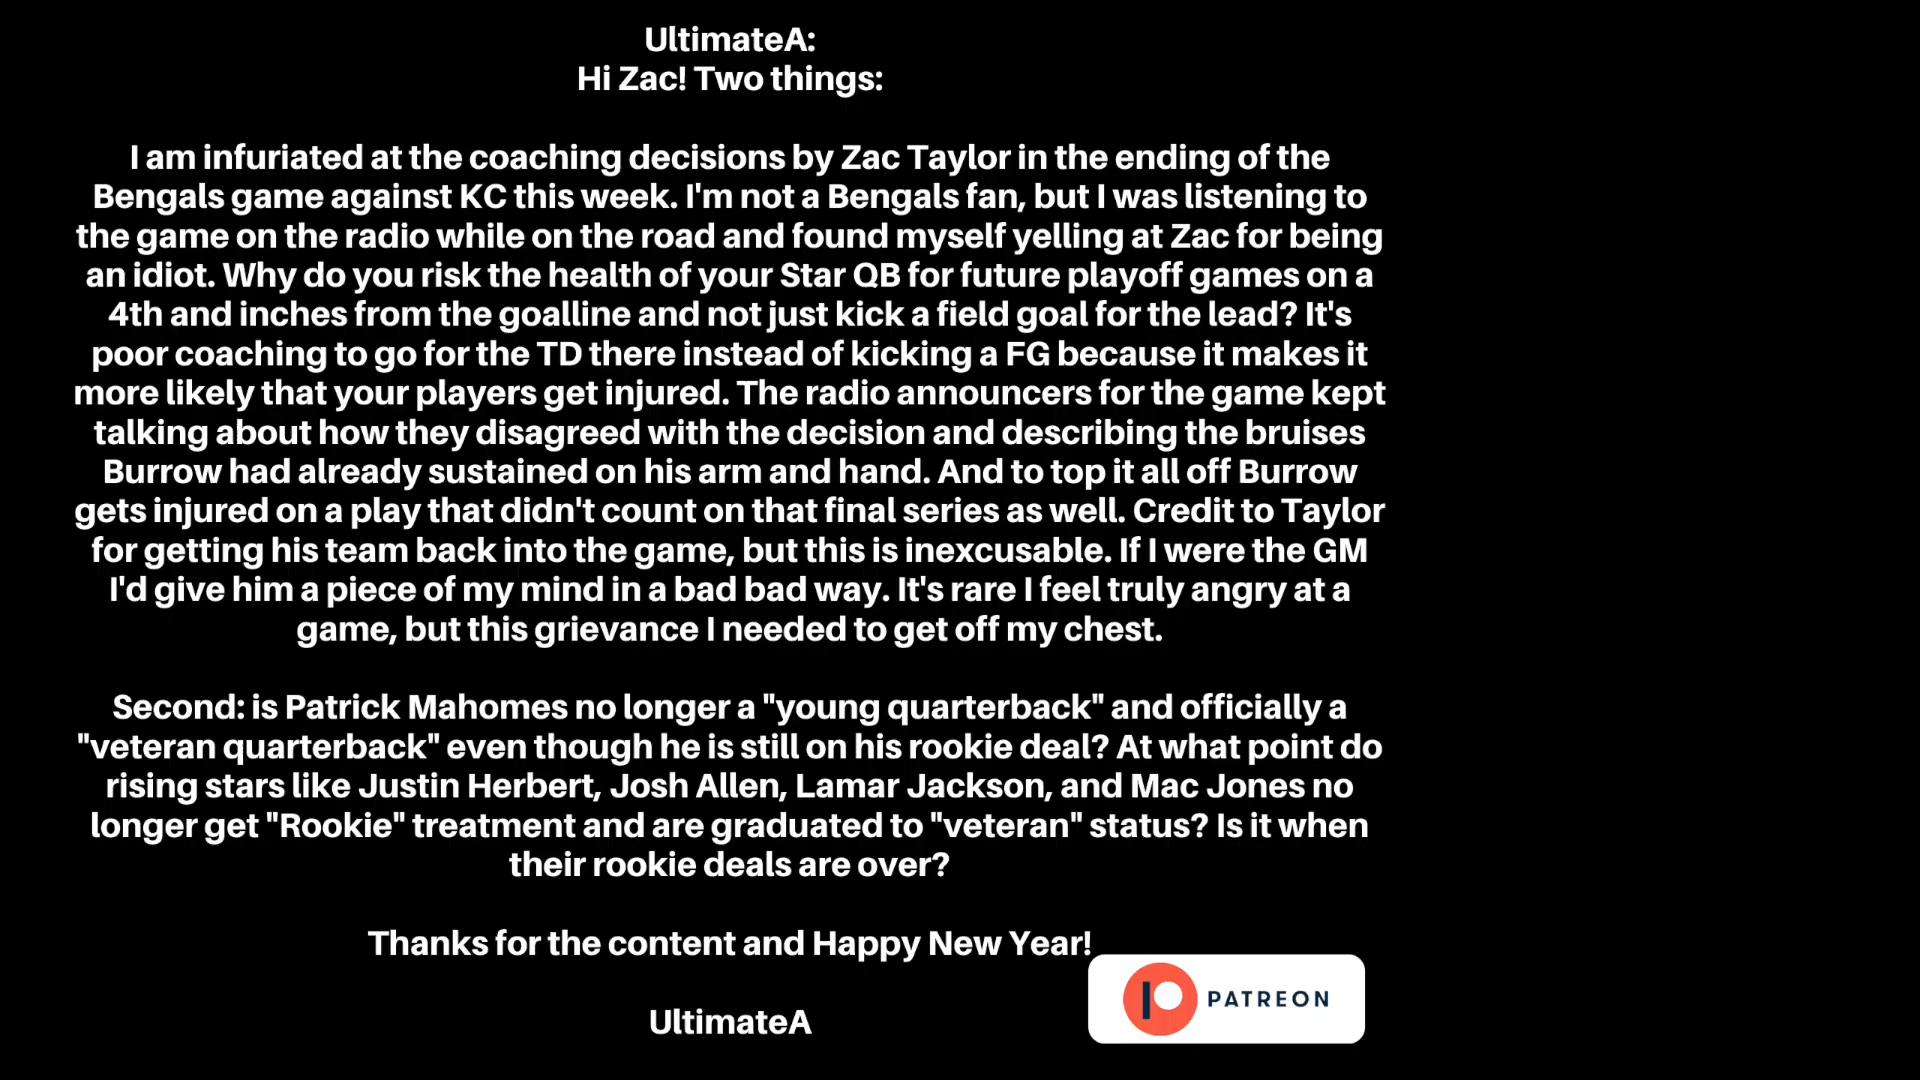 UltimateA:
Hi Zac! Two things:
I am infuriated at the coaching decisions by Zac Taylor in the ending of the
Bengals game against KC this week. I'm not a Bengals fan, but I was listening to
the game on the radio while on the road and found myself yelling at Zac for being
an idiot. Why do you risk the health of your Star QB for future playoff games on a
4th and inches from the goalline and not just kick a field goal for the lead? It's
poor coaching to go for the TD there instead of kicking a FG because it makes it
more likely that your players get injured. The radio announcers for the game kept
talking about how they disagreed with the decision and describing the bruises
Burrow had already sustained on his arm and hand. And to top it all off Burrow
gets injured on a play that didn't count on that final series as well. Credit to Taylor
for getting his team back into the game, but this is inexcusable. If I were the GM
I'd give him a piece of my mind in a bad bad way. It's rare I feel truly angry at a
game, but this grievance I needed to get off my chest.
Second: is Patrick Mahomes no longer a "young quarterback" and officially a
"veteran quarterback" even though he is still on his rookie deal? At what point do
rising stars like Justin Herbert, Josh Allen, Lamar Jackson, and Mac Jones no
longer get "Rookie" treatment and are graduated to "veteran" status? Is it when
their rookie deals are over?
Thanks for the content and Happy New Year!
UltimateA
PATREON